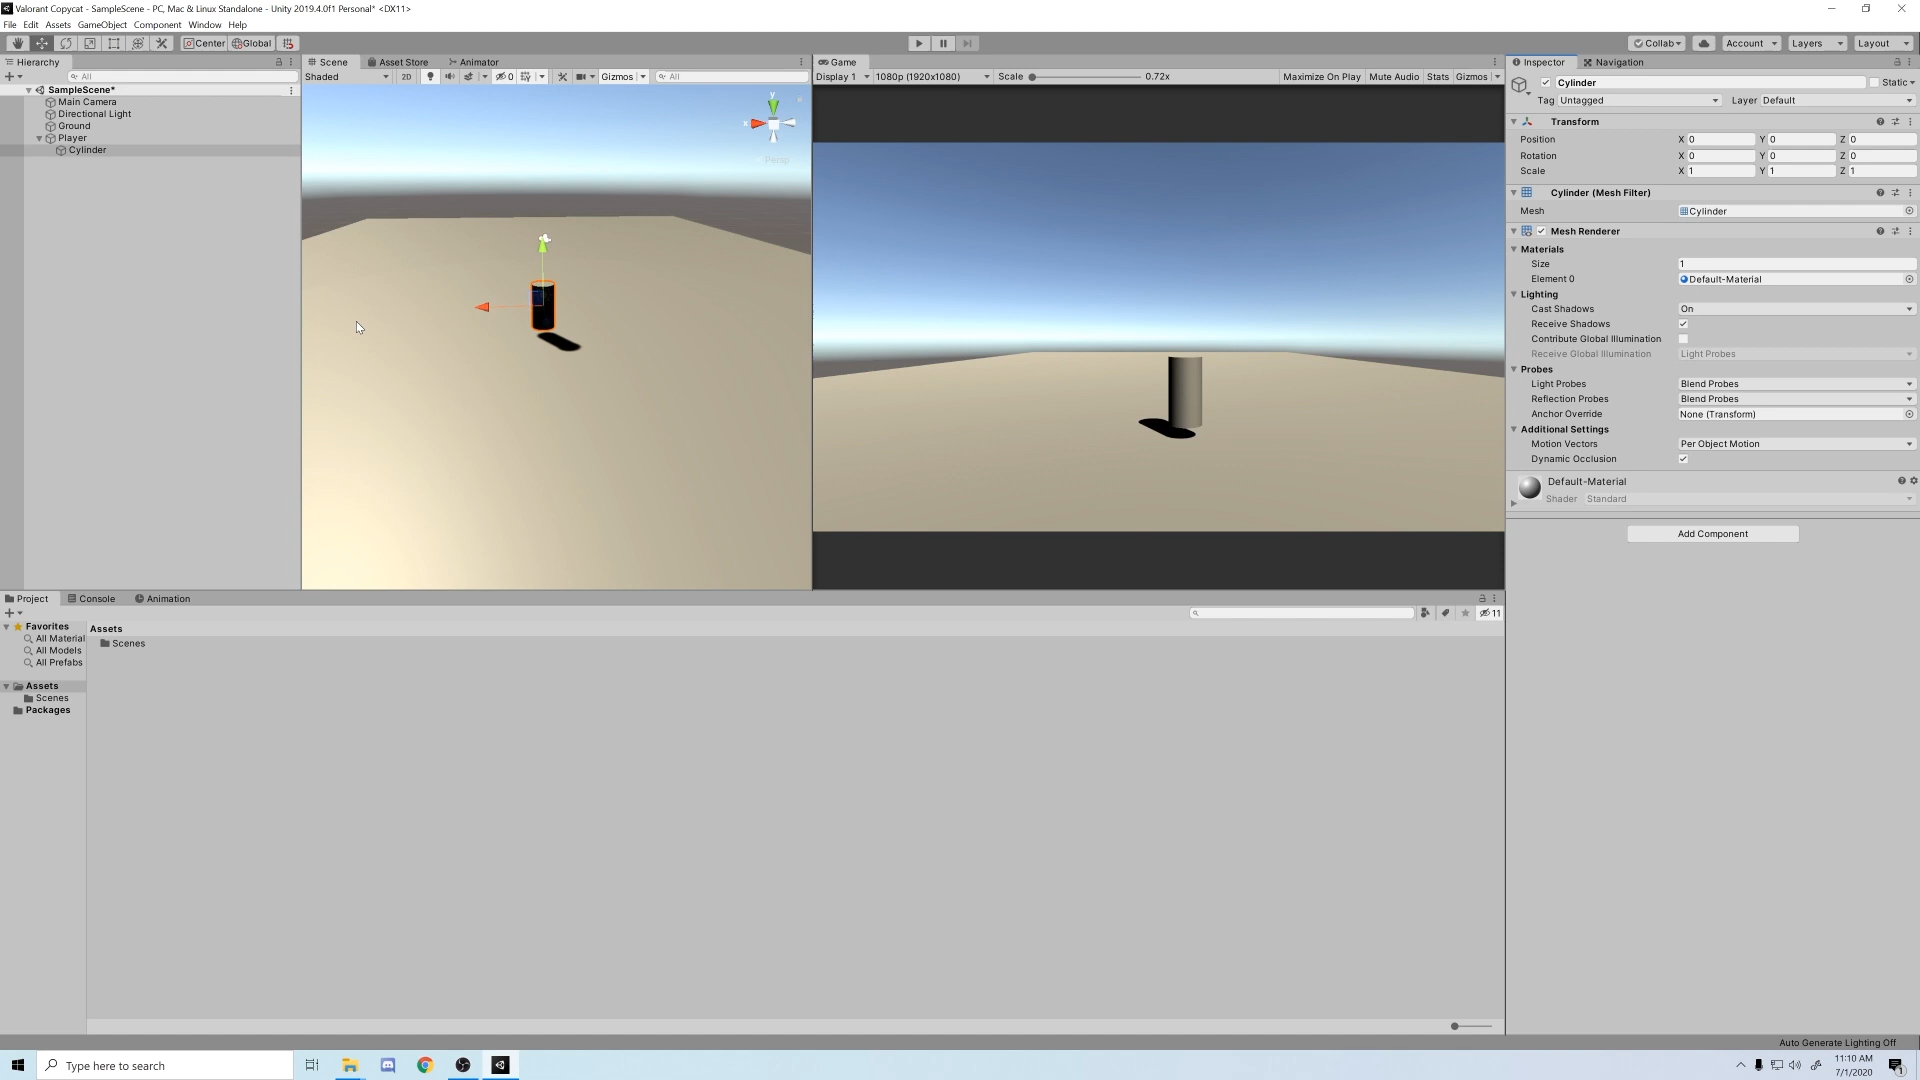 Valorant Copycat - SampleScene - PC, Mac & Linux Standalone - Unity 2019.4.0f1 Personal* <DX11>
File Edit Assets GameObject Component Window Help
Center Global
Collab Account Layers Layout
Hierarchy
All
SampleScene*
Main Camera
Directional Light
Ground
Player
Cylinder
Scene Asset Store Animator
Shaded 2D 0 Gizmos All
y
x
Persp
Game
Display 1 1080p (1920x1080) Scale 0.72x Maximize On Play Mute Audio Stats Gizmos
Inspector Navigation
Cylinder Static
Tag Untagged Layer Default
Transform
Position X 0 Y 0 Z 0
Rotation X 0 Y 0 Z 0
Scale X 1 Y 1 Z 1
Cylinder (Mesh Filter)
Mesh Cylinder
Mesh Renderer
Materials
Size 1
Element 0 Default-Material
Lighting
Cast Shadows On
Receive Shadows
Contribute Global Illumination
Receive Global Illumination Light Probes
Probes
Light Probes Blend Probes
Reflection Probes Blend Probes
Anchor Override None (Transform)
Additional Settings
Motion Vectors Per Object Motion
Dynamic Occlusion
Default-Material
Shader Standard
Add Component
Project Console Animation
11
Favorites
All Material
All Models
All Prefabs
Assets
Scenes
Packages
Assets
Scenes
Auto Generate Lighting Off
Type here to search
11:10 AM
7/1/2020
1